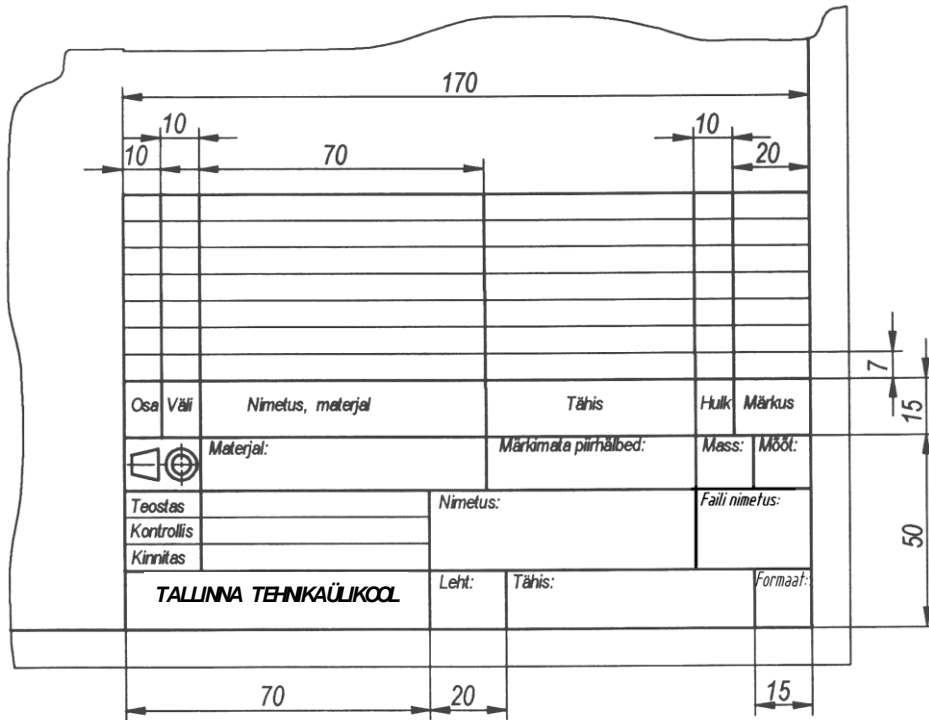 170
10 10
10 70 20
7
Osa Väli Nimetus, materjal Tähis Hulk Märkus
15
Materjal: Märkimata piirhälbed: Mass: Mõõt:
Teostas Nimetus: Faili nimetus:
Kontrollis
50
Kinnitas
TALLINNA TEHNIKAÜLIKOOL Leht: Tähis: Formaat:
70 20 15